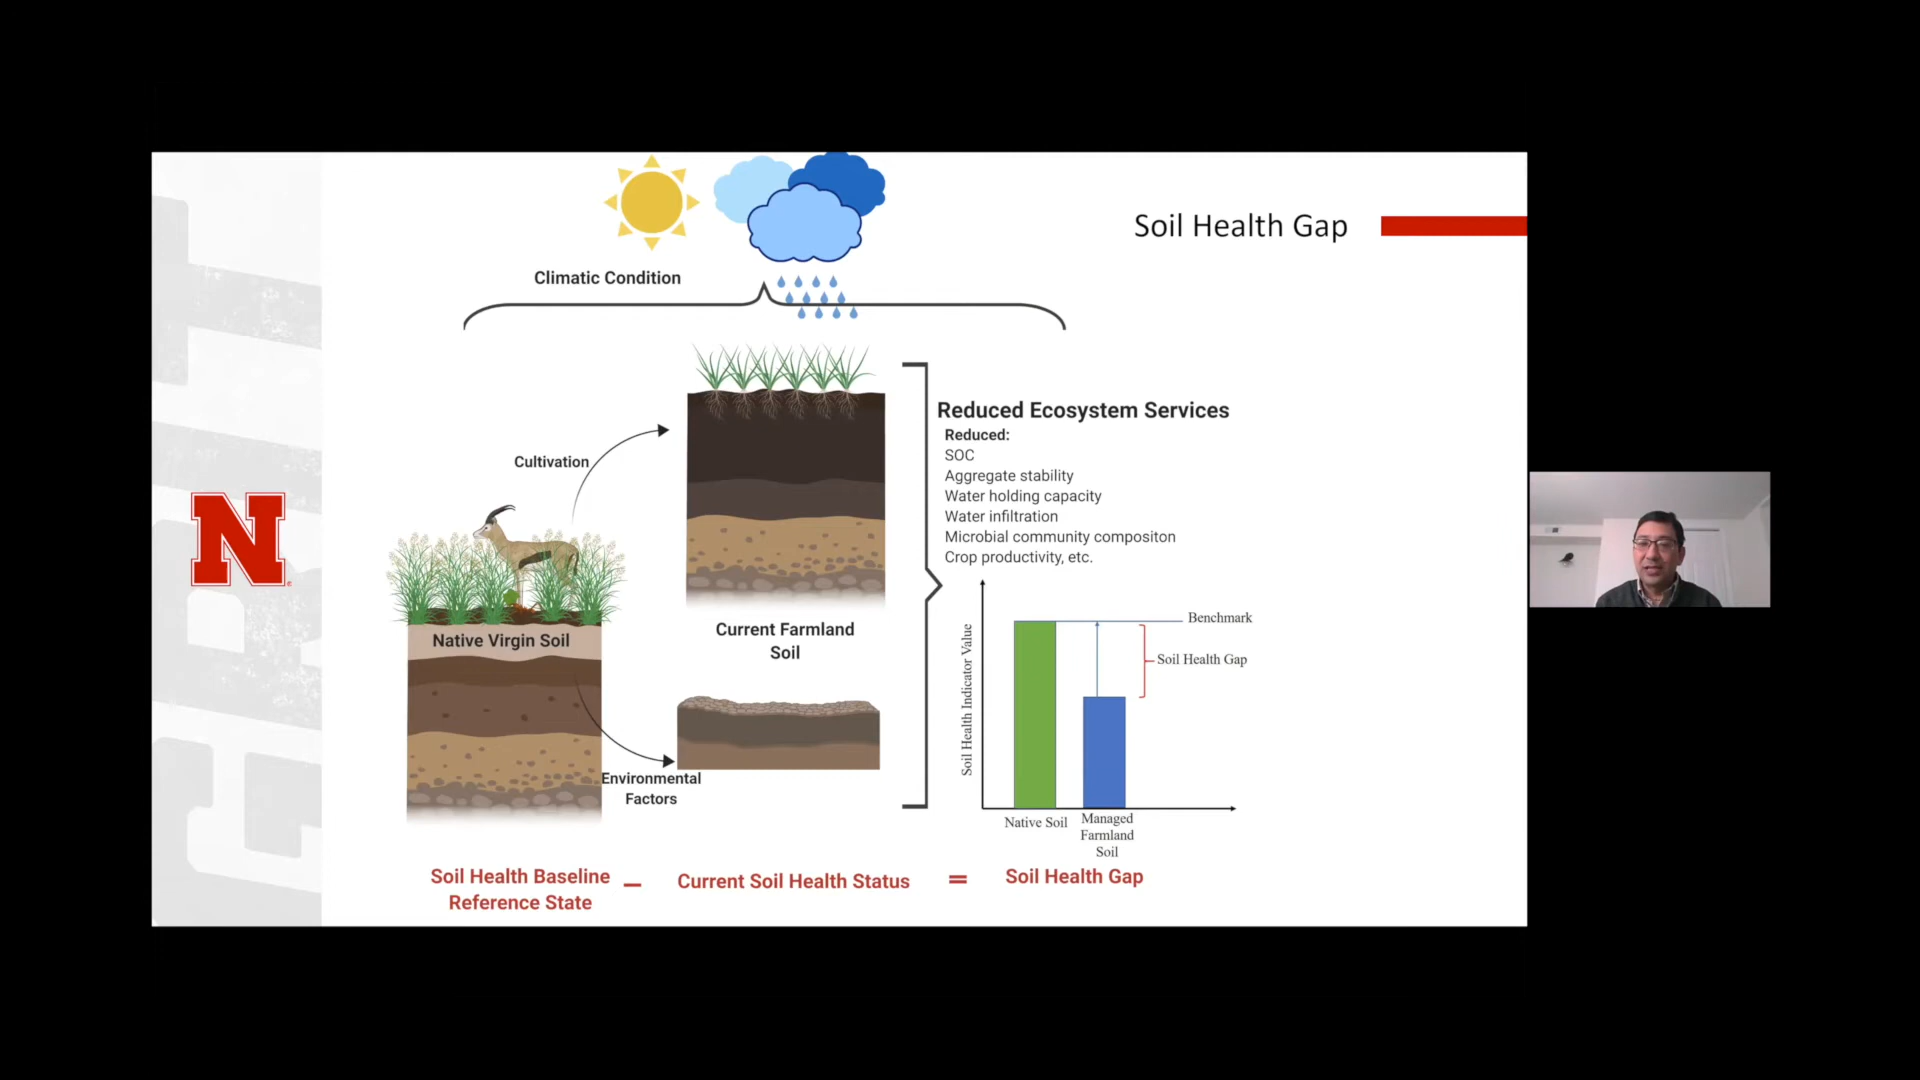 Soil Health Gap
Climatic Condition
Cultivation
Native Virgin Soil
Environmental
Factors
Current Farmland
Soil
Reduced Ecosystem Services
Reduced:
SOC
Aggregate stability
Water holding capacity
Water infiltration
Microbial community compositon
Crop productivity, etc.
Soil Health Indicator Value
Benchmark
Soil Health Gap
Native Soil
Managed
Farmland
Soil
Soil Health Baseline
Reference State
–
Current Soil Health Status
=
Soil Health Gap
N